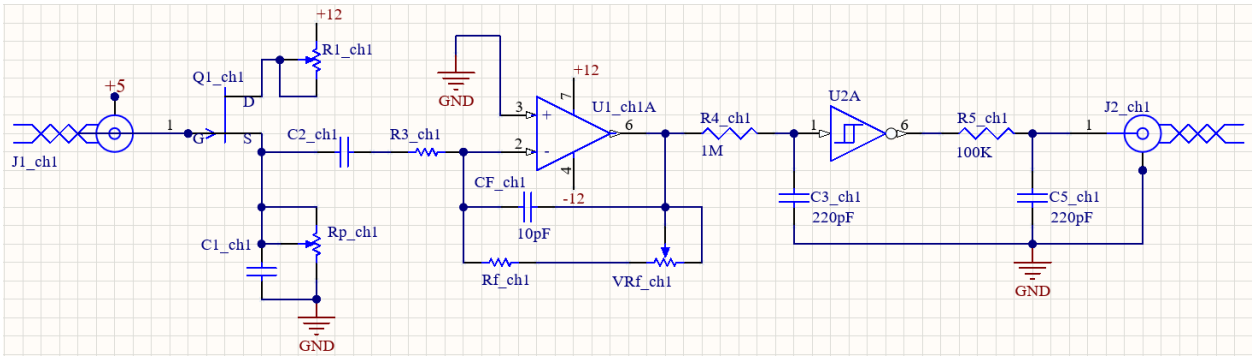 +12
R1_ch1
Q1_ch1
D
+5
1
G
S
J1_ch1
C2_ch1
R3_ch1
C1_ch1
Rp_ch1
GND
GND
+12
7
3
+
U1_ch1A
6
2
-
4
-12
CF_ch1
10pF
Rf_ch1
VRf_ch1
R4_ch1
1M
U2A
1
6
R5_ch1
100K
1
J2_ch1
C3_ch1
220pF
C5_ch1
220pF
GND